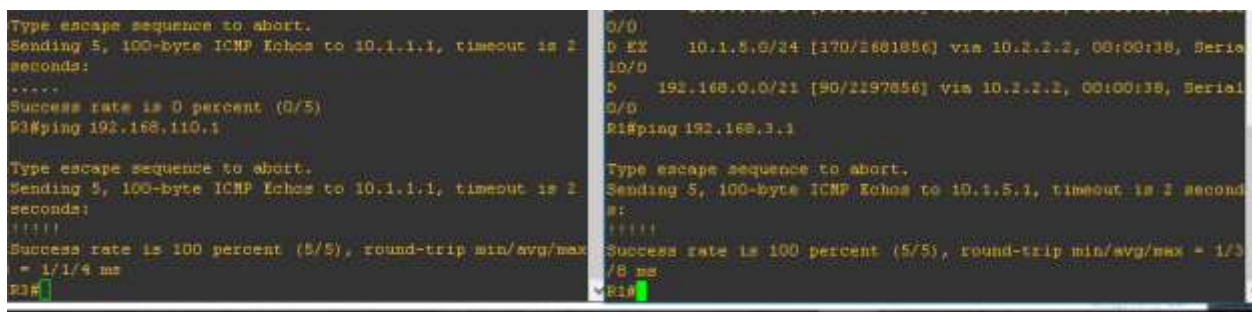 Type escape sequence to abort.
Sending 5, 100-byte ICMP Echos to 10.1.1.1, timeout is 2
seconds:
.....
Success rate is 0 percent (0/5)
R3#ping 192.168.110.1
Type escape sequence to abort.
Sending 5, 100-byte ICMP Echos to 10.1.1.1, timeout is 2
seconds:
!!!!!
Success rate is 100 percent (5/5), round-trip min/avg/max
= 1/1/4 ms
R3#
0/0
D EX 10.1.5.0/24 [170/2681856] via 10.2.2.2, 00:00:38, Seria
l0/0
D 192.168.0.0/21 [90/2297856] via 10.2.2.2, 00:00:38, Serial
0/0
R1#ping 192.168.3.1
Type escape sequence to abort.
Sending 5, 100-byte ICMP Echos to 10.1.5.1, timeout is 2 second
s:
!!!!!
Success rate is 100 percent (5/5), round-trip min/avg/max = 1/3
/8 ms
R1#